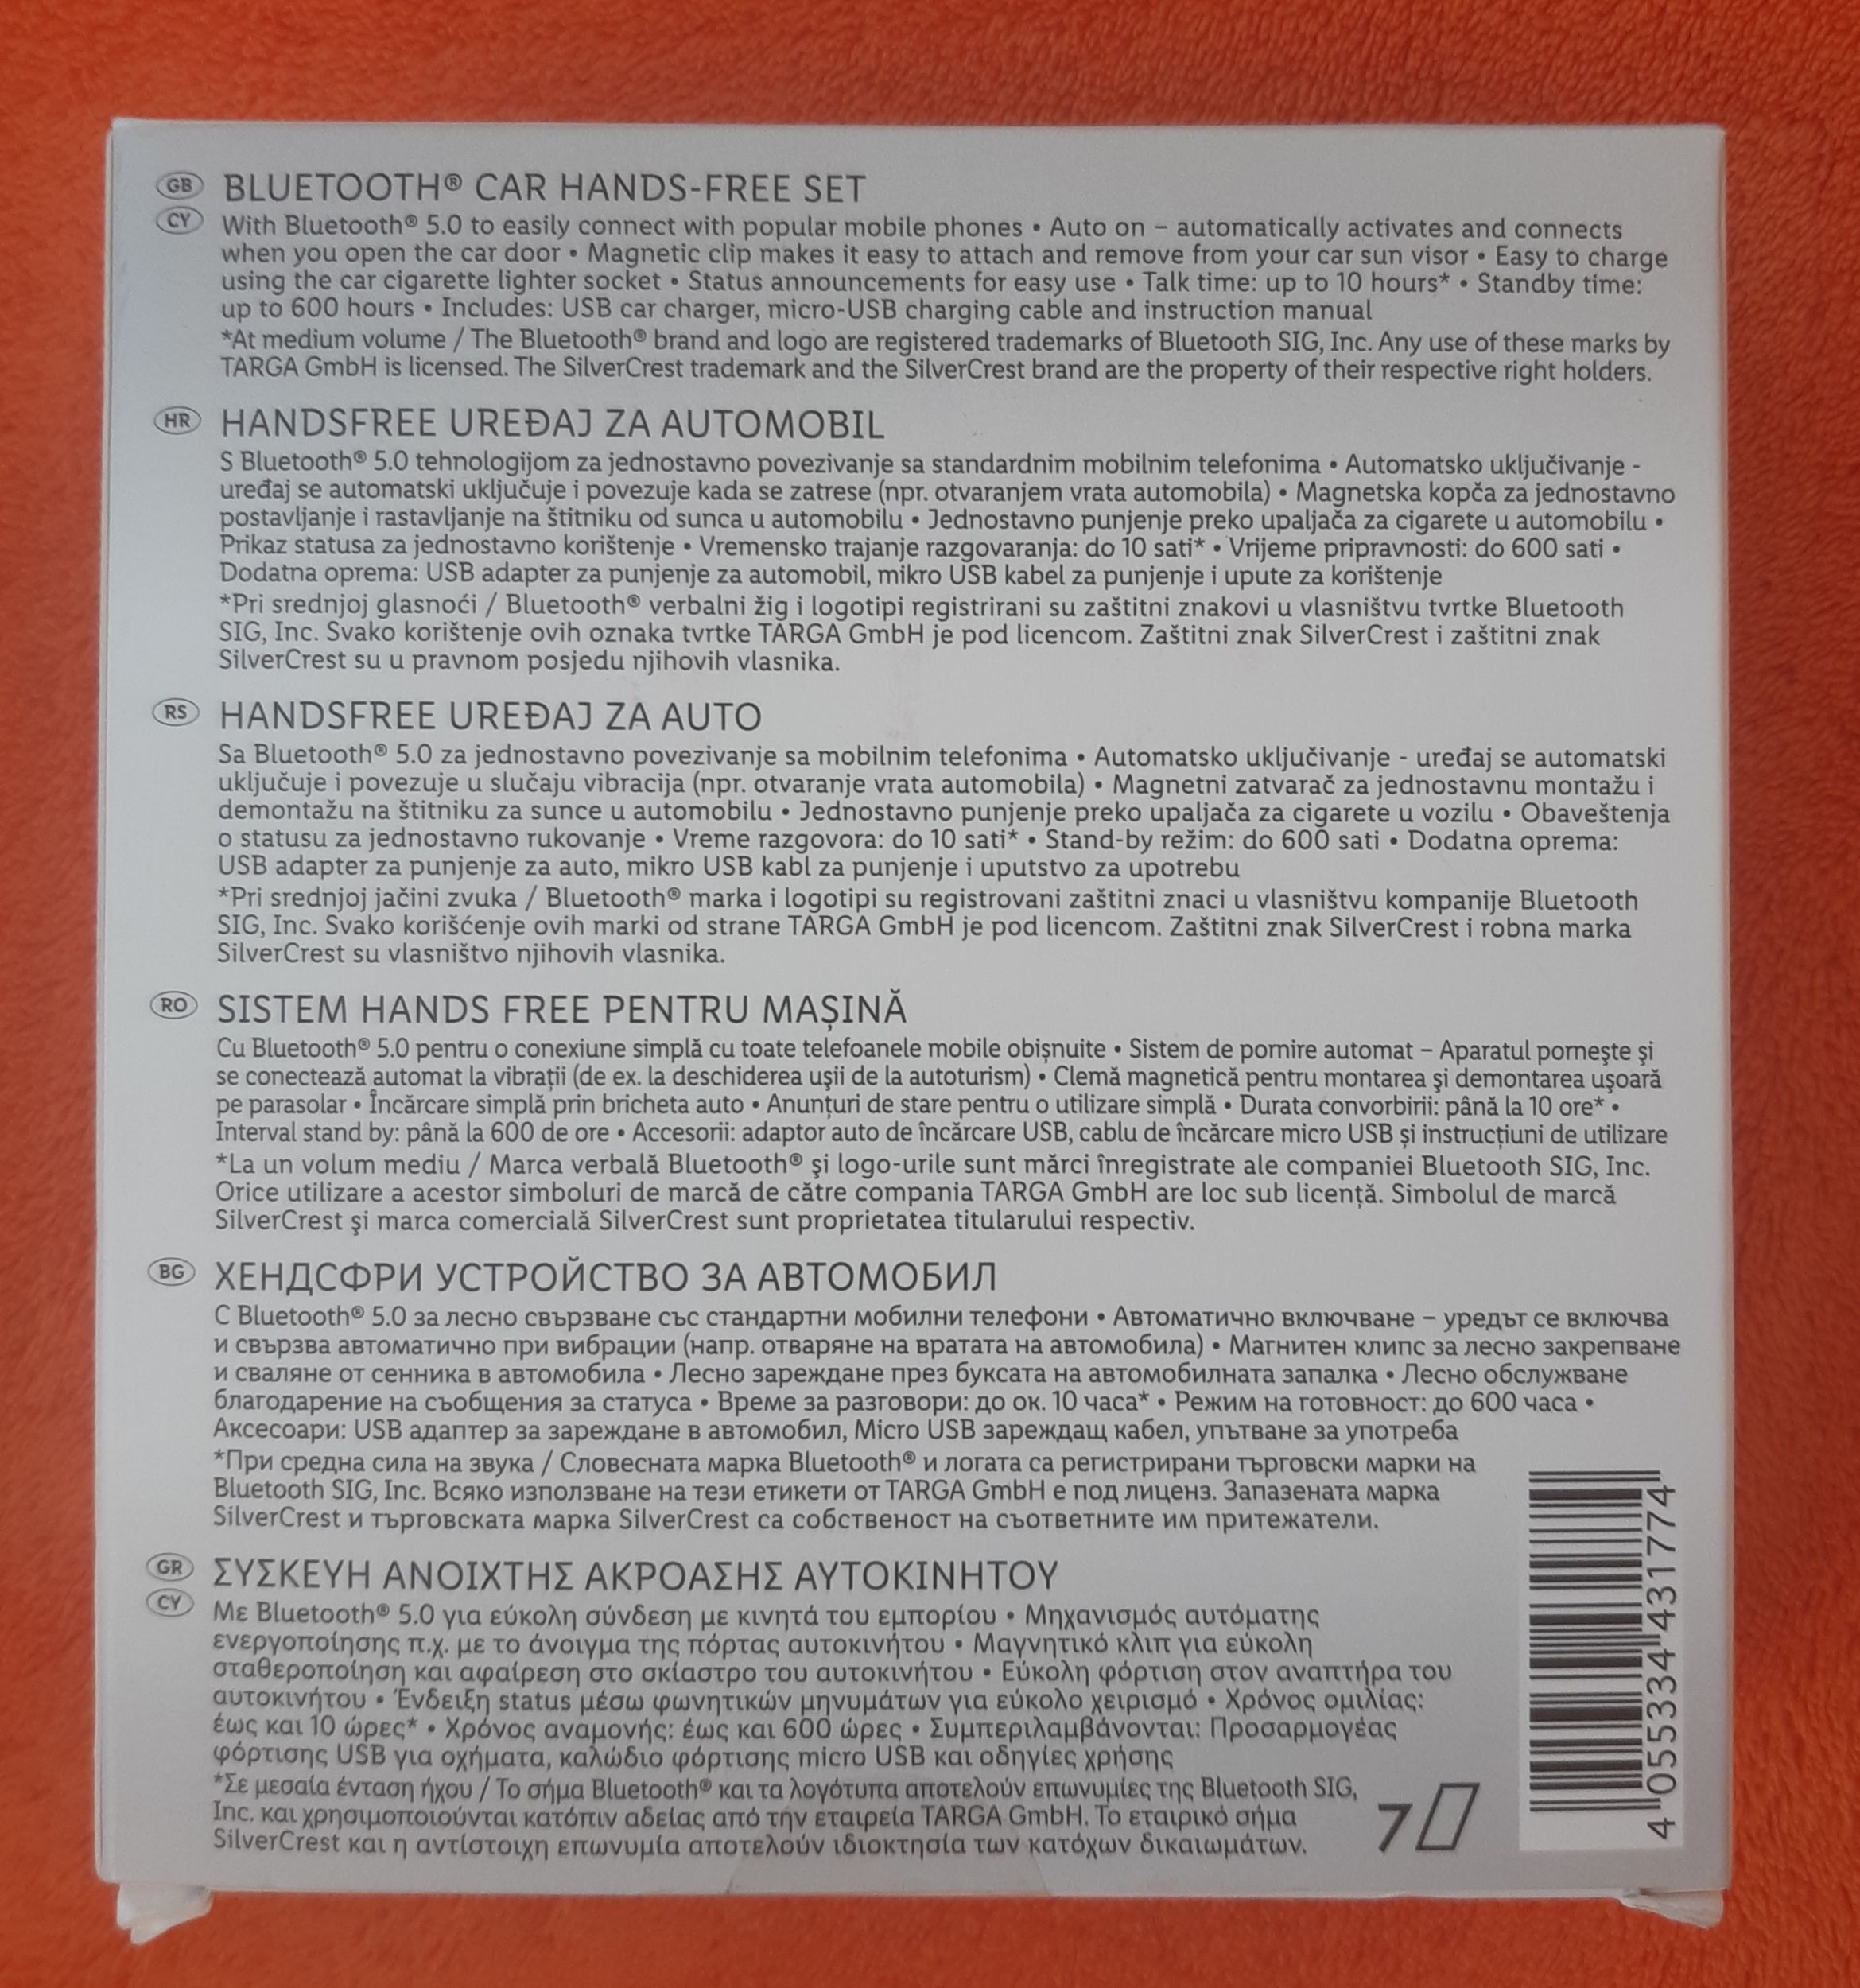 GB BLUETOOTH® CAR HANDS-FREE SET
CY With Bluetooth® 5.0 to easily connect with popular mobile phones • Auto on – automatically activates and connects
when you open the car door • Magnetic clip makes it easy to attach and remove from your car sun visor • Easy to charge
using the car cigarette lighter socket • Status announcements for easy use • Talk time: up to 10 hours* • Standby time:
up to 600 hours • Includes: USB car charger, micro-USB charging cable and instruction manual
*At medium volume / The Bluetooth® brand and logo are registered trademarks of Bluetooth SIG, Inc. Any use of these marks by
TARGA GmbH is licensed. The SilverCrest trademark and the SilverCrest brand are the property of their respective right holders.
HR HANDSFREE UREĐAJ ZA AUTOMOBIL
S Bluetooth® 5.0 tehnologijom za jednostavno povezivanje sa standardnim mobilnim telefonima • Automatsko uključivanje -
uređaj se automatski uključuje i povezuje kada se zatrese (npr. otvaranjem vrata automobila) • Magnetska kopča za jednostavno
postavljanje i rastavljanje na štitniku od sunca u automobilu • Jednostavno punjenje preko upaljača za cigarete u automobilu •
Prikaz statusa za jednostavno korištenje • Vremensko trajanje razgovaranja: do 10 sati* • Vrijeme pripravnosti: do 600 sati •
Dodatna oprema: USB adapter za punjenje za automobil, mikro USB kabel za punjenje i upute za korištenje
*Pri srednjoj glasnoći / Bluetooth® verbalni žig i logotipi registrirani su zaštitni znakovi u vlasništvu tvrtke Bluetooth
SIG, Inc. Svako korištenje ovih oznaka tvrtke TARGA GmbH je pod licencom. Zaštitni znak SilverCrest i zaštitni znak
SilverCrest su u pravnom posjedu njihovih vlasnika.
RS HANDSFREE UREĐAJ ZA AUTO
Sa Bluetooth® 5.0 za jednostavno povezivanje sa mobilnim telefonima • Automatsko uključivanje - uređaj se automatski
uključuje i povezuje u slučaju vibracija (npr. otvaranje vrata automobila) • Magnetni zatvarač za jednostavnu montažu i
demontažu na štitniku za sunce u automobilu • Jednostavno punjenje preko upaljača za cigarete u vozilu • Obaveštenja
o statusu za jednostavno rukovanje • Vreme razgovora: do 10 sati* • Stand-by režim: do 600 sati • Dodatna oprema:
USB adapter za punjenje za auto, mikro USB kabl za punjenje i uputstvo za upotrebu
*Pri srednjoj jačini zvuka / Bluetooth® marka i logotipi su registrovani zaštitni znaci u vlasništvu kompanije Bluetooth
SIG, Inc. Svako korišćenje ovih marki od strane TARGA GmbH je pod licencom. Zaštitni znak SilverCrest i robna marka
SilverCrest su vlasništvo njihovih vlasnika.
RO SISTEM HANDS FREE PENTRU MAȘINĂ
Cu Bluetooth® 5.0 pentru o conexiune simplă cu toate telefoanele mobile obișnuite • Sistem de pornire automat – Aparatul pornește şi
se conectează automat la vibrații (de ex. la deschiderea uşii de la autoturism) • Clemă magnetică pentru montarea şi demontarea uşoară
pe parasolar • Încărcare simplă prin bricheta auto • Anunțuri de stare pentru o utilizare simplă • Durata convorbirii: până la 10 ore* •
Interval stand by: până la 600 de ore • Accesorii: adaptor auto de încărcare USB, cablu de încărcare micro USB și instrucțiuni de utilizare
*La un volum mediu / Marca verbală Bluetooth® şi logo-urile sunt mărci înregistrate ale companiei Bluetooth SIG, Inc.
Orice utilizare a acestor simboluri de marcă de către compania TARGA GmbH are loc sub licență. Simbolul de marcă
SilverCrest şi marca comercială SilverCrest sunt proprietatea titularului respectiv.
BG ХЕНДСФРИ УСТРОЙСТВО ЗА АВТОМОБИЛ
С Bluetooth® 5.0 за лесно свързване със стандартни мобилни телефони • Автоматично включване – уредът се включва
и свързва автоматично при вибрации (напр. отваряне на вратата на автомобила) • Магнитен клипс за лесно закрепване
и сваляне от сенника в автомобила • Лесно зареждане през буксата на автомобилната запалка • Лесно обслужване
благодарение на съобщения за статуса • Време за разговори: до ок. 10 часа* • Режим на готовност: до 600 часа •
Аксесоари: USB адаптер за зареждане в автомобил, Micro USB зареждащ кабел, упътване за употреба
*При средна сила на звука / Словесната марка Bluetooth® и логата са регистрирани търговски марки на
Bluetooth SIG, Inc. Всяко използване на тези етикети от TARGA GmbH е под лиценз. Запазената марка
SilverCrest и търговската марка SilverCrest са собственост на съответните им притежатели.
GR ΣΥΣΚΕΥΗ ΑΝΟΙΧΤΗΣ ΑΚΡΟΑΣΗΣ ΑΥΤΟΚΙΝΗΤΟΥ
CY Με Bluetooth® 5.0 για εύκολη σύνδεση με κινητά του εμπορίου • Μηχανισμός αυτόματης
ενεργοποίησης π.χ. με το άνοιγμα της πόρτας αυτοκινήτου • Μαγνητικό κλιπ για εύκολη
σταθεροποίηση και αφαίρεση στο σκίαστρο του αυτοκινήτου • Εύκολη φόρτιση στον αναπτήρα του
αυτοκινήτου • Ένδειξη status μέσω φωνητικών μηνυμάτων για εύκολο χειρισμό • Χρόνος ομιλίας:
έως και 10 ώρες* • Χρόνος αναμονής: έως και 600 ώρες • Συμπεριλαμβάνονται: Προσαρμογέας
φόρτισης USB για οχήματα, καλώδιο φόρτισης micro USB και οδηγίες χρήσης
*Σε μεσαία ένταση ήχου / Το σήμα Bluetooth® και τα λογότυπα αποτελούν επωνυμίες της Bluetooth SIG,
Inc. και χρησιμοποιούνται κατόπιν αδείας από την εταιρεία TARGA GmbH. Το εταιρικό σήμα
SilverCrest και η αντίστοιχη επωνυμία αποτελούν ιδιοκτησία των κατόχων δικαιωμάτων.
7
4 055334 431774